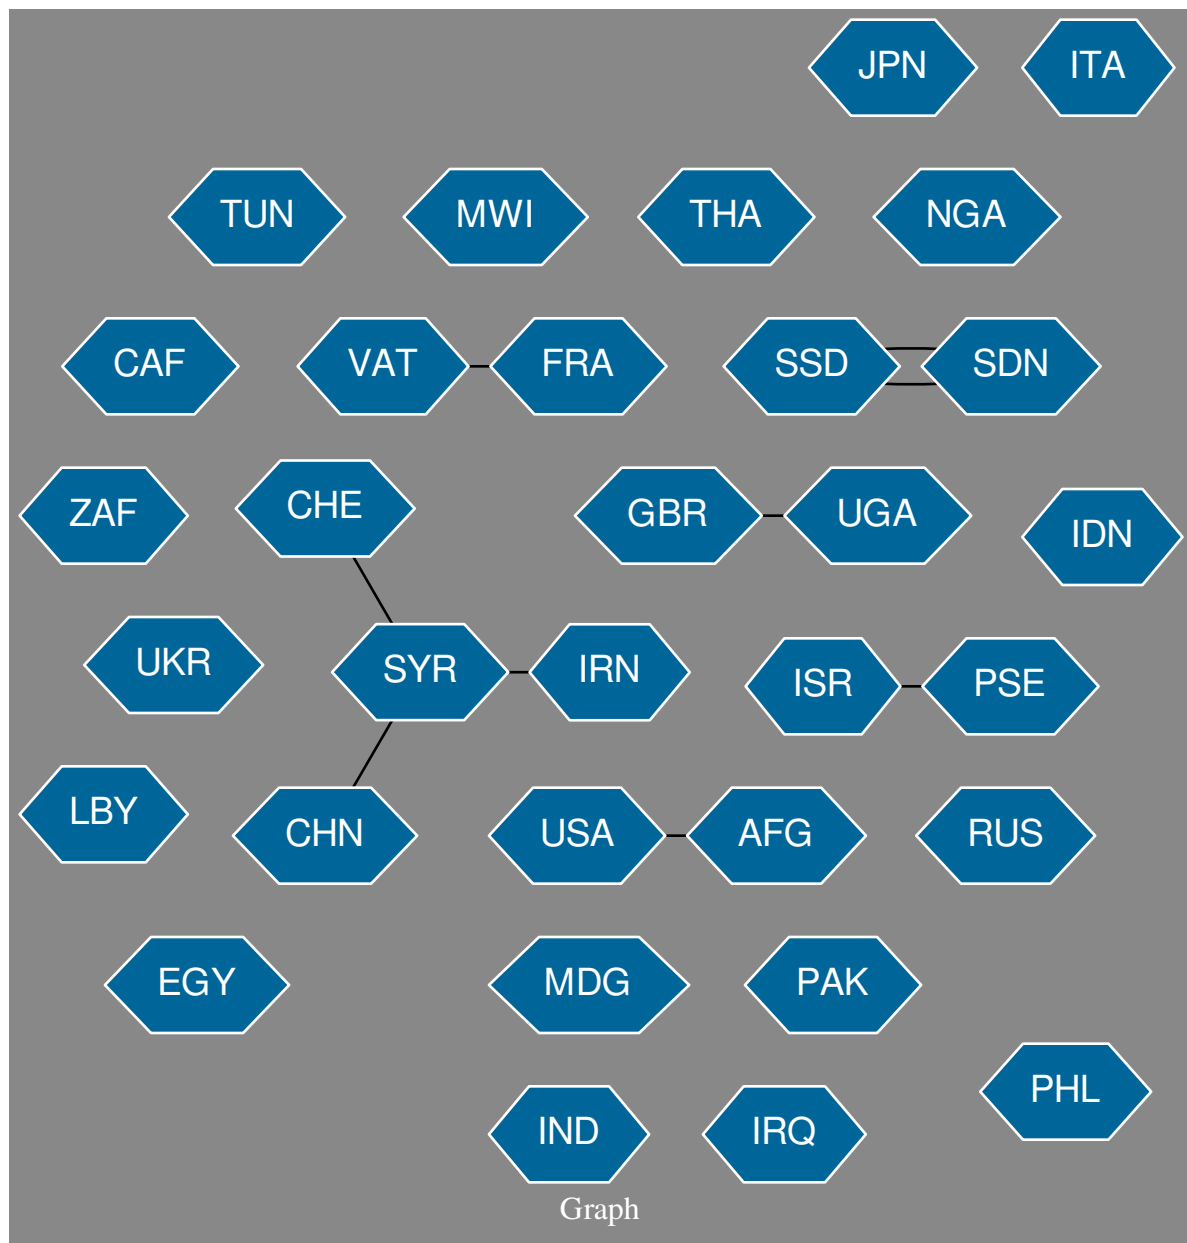 JPN ITA
TUN MWI THA NGA
CAF VAT FRA SSD SDN
ZAF CHE GBR UGA IDN
UKR SYR IRN ISR PSE
LBY CHN USA AFG RUS
EGY MDG PAK
PHL
IND IRQ
Graph